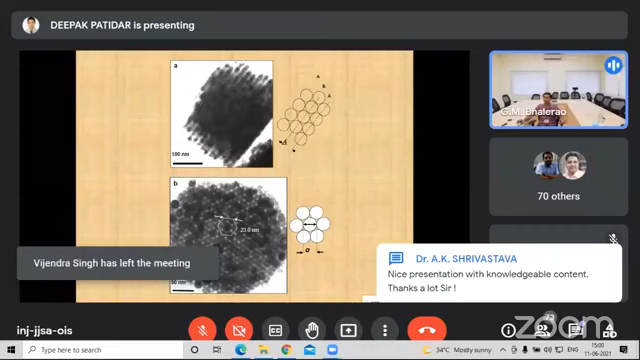 DEEPAK PATIDAR is presenting
a
A
B
A
100 nm
b
23.0 nm
a
G.M. Bhalerao
70 others
Vijendra Singh has left the meeting
Dr. A.K. SHRIVASTAVA
Nice presentation with knowledgeable content.
Thanks a lot Sir !
zoom
inj-jjsa-ois
73
Type here to search
34°C Mostly sunny
ENG
15:00
11-06-2021